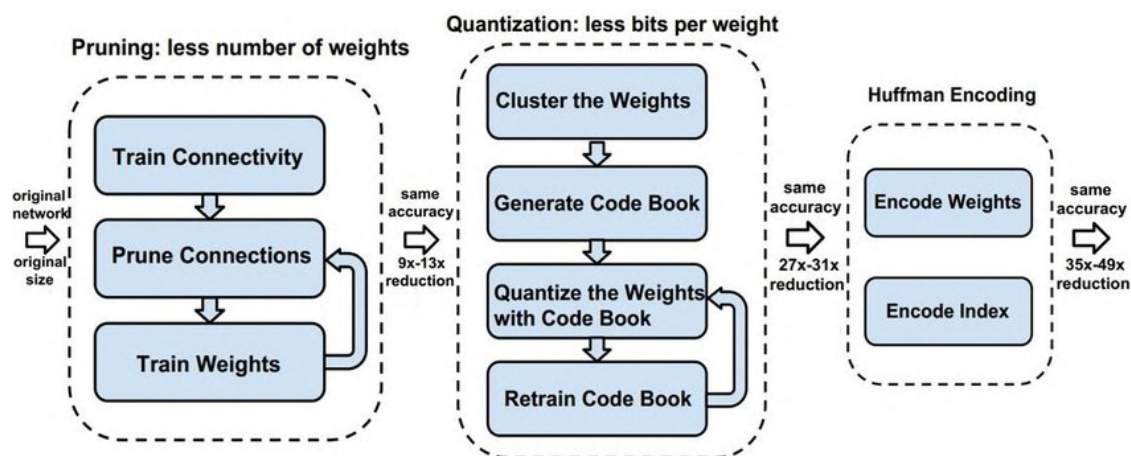 Pruning: less number of weights
original
network
original
size
Train Connectivity
Prune Connections
Train Weights
same
accuracy
9x-13x
reduction
Quantization: less bits per weight
Cluster the Weights
Generate Code Book
Quantize the Weights
with Code Book
Retrain Code Book
same
accuracy
27x-31x
reduction
Huffman Encoding
Encode Weights
Encode Index
same
accuracy
35x-49x
reduction